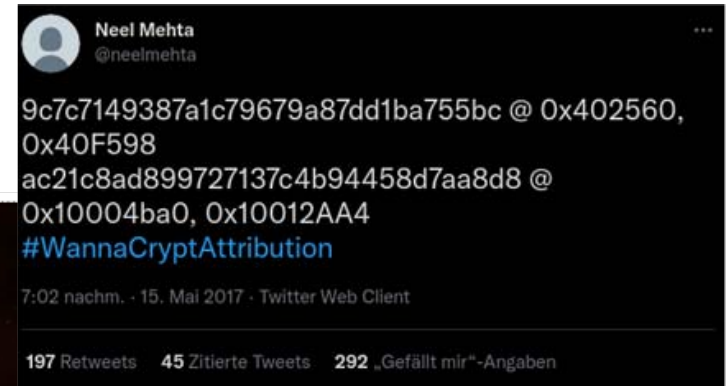 Neel Mehta
@neelmehta
9c7c7149387a1c79679a87dd1ba755bc @ 0x402560,
0x40F598
ac21c8ad899727137c4b94458d7aa8d8 @
0x10004ba0, 0x10012AA4
#WannaCryptAttribution
7:02 nachm. · 15. Mai 2017 · Twitter Web Client
197 Retweets 45 Zitierte Tweets 292 „Gefällt mir“-Angaben